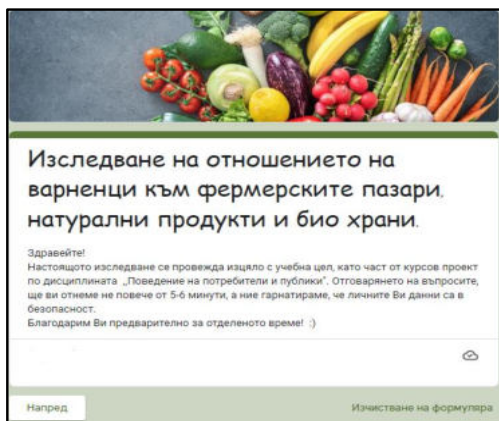 Изследване на отношението на
варненци към фермерските пазари,
натурални продукти и био храни.
Здравейте!
Настоящото изследване се провежда изцяло с учебна цел, като част от курсов проект
по дисциплината „Поведение на потребители и публики". Отговарянето на въпросите,
ще ви отнеме не повече от 5-6 минути, а ние гарнатираме, че личните Ви данни са в
безопасност.
Благодарим Ви предварително за отделеното време! :)
Напред
Изчистване на формуляра